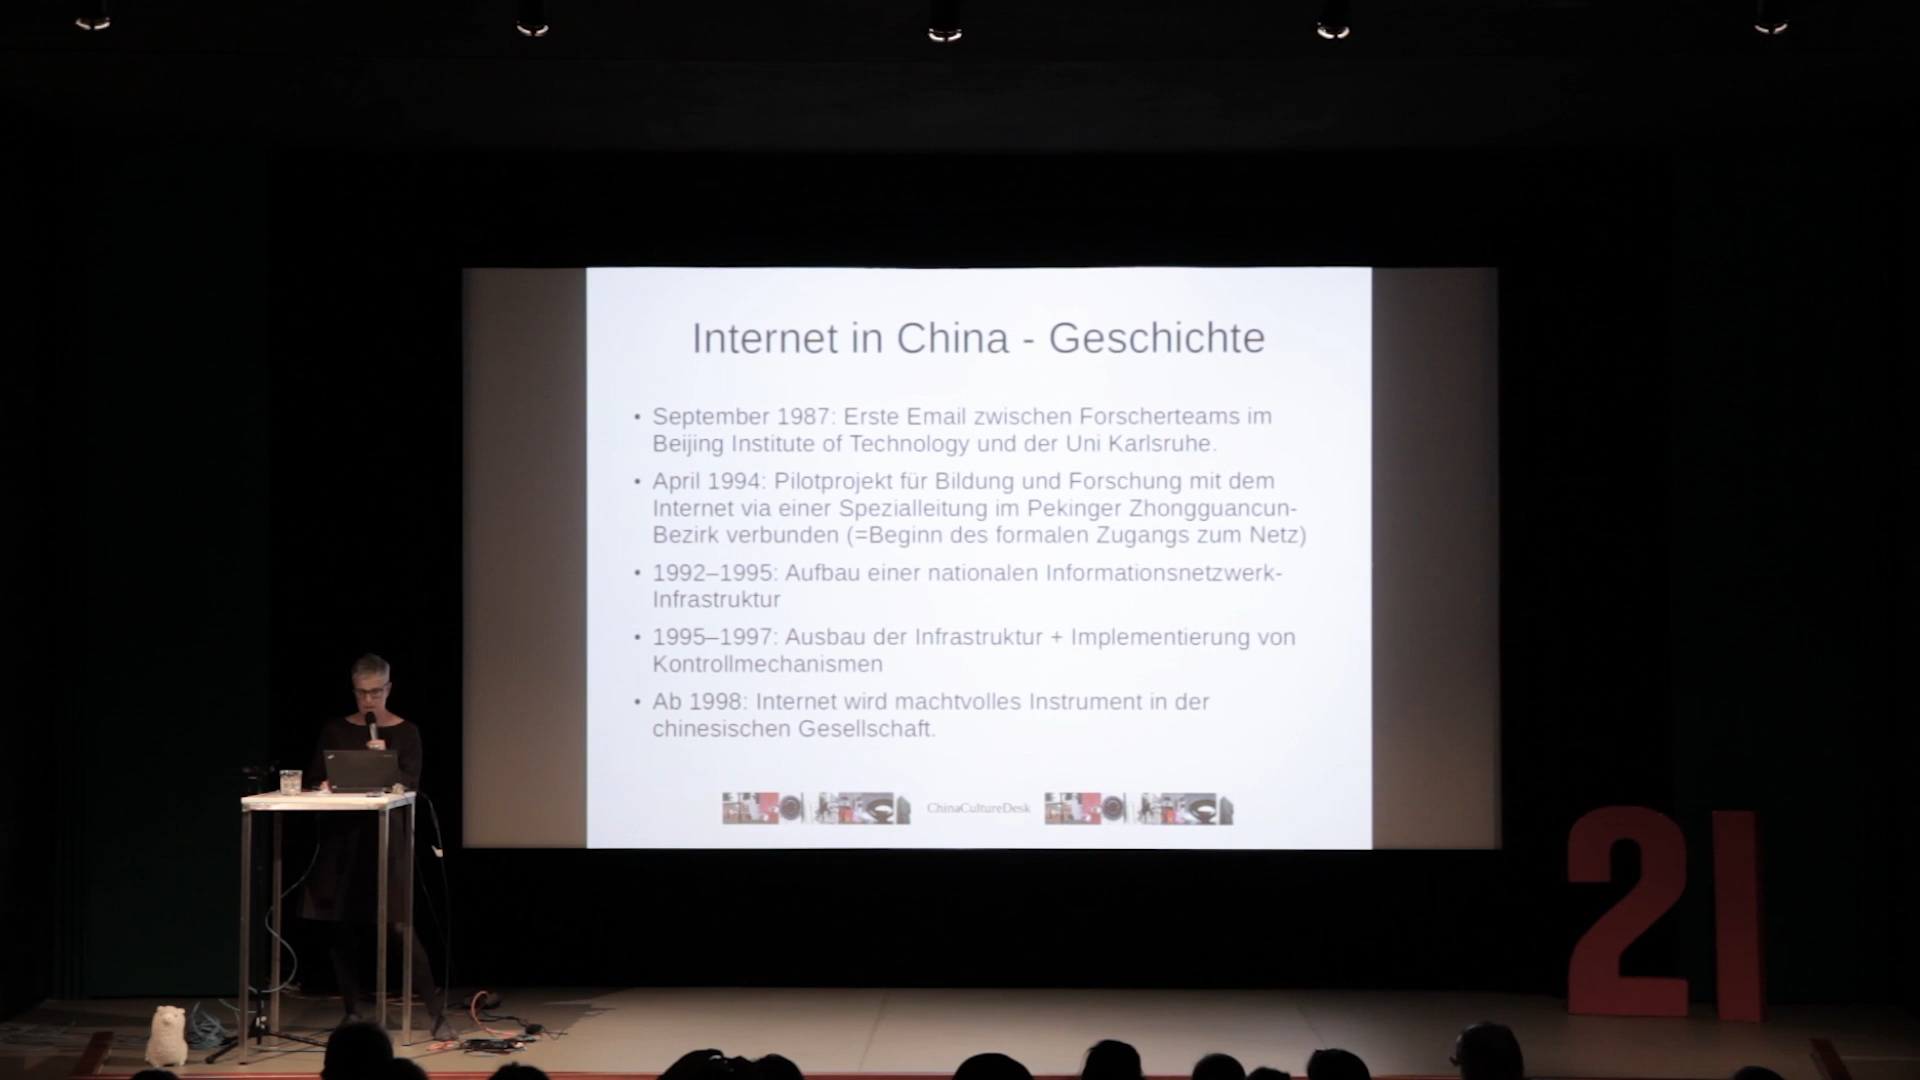 Internet in China - Geschichte
• September 1987: Erste Email zwischen Forscherteams im
Beijing Institute of Technology und der Uni Karlsruhe.
• April 1994: Pilotprojekt für Bildung und Forschung mit dem
Internet via einer Spezialleitung im Pekinger Zhongguancun-
Bezirk verbunden (=Beginn des formalen Zugangs zum Netz)
• 1992–1995: Aufbau einer nationalen Informationsnetzwerk-
Infrastruktur
• 1995–1997: Ausbau der Infrastruktur + Implementierung von
Kontrollmechanismen
• Ab 1998: Internet wird machtvolles Instrument in der
chinesischen Gesellschaft.
ChinaCultureDesk
21